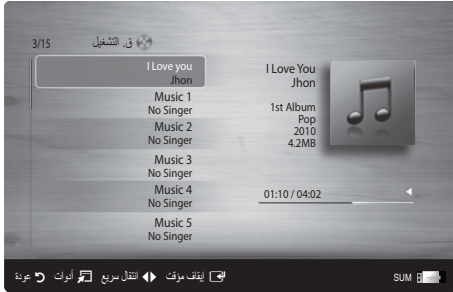 ق. التشغيل
3/15
I Love you
Jhon
Music 1
No Singer
Music 2
No Singer
Music 3
No Singer
Music 4
No Singer
Music 5
No Singer
I Love You
Jhon
1st Album
Pop
2010
4.2MB
01:10 / 04:02
SUM
إيقاف مؤقت انتقال سريع أدوات عودة